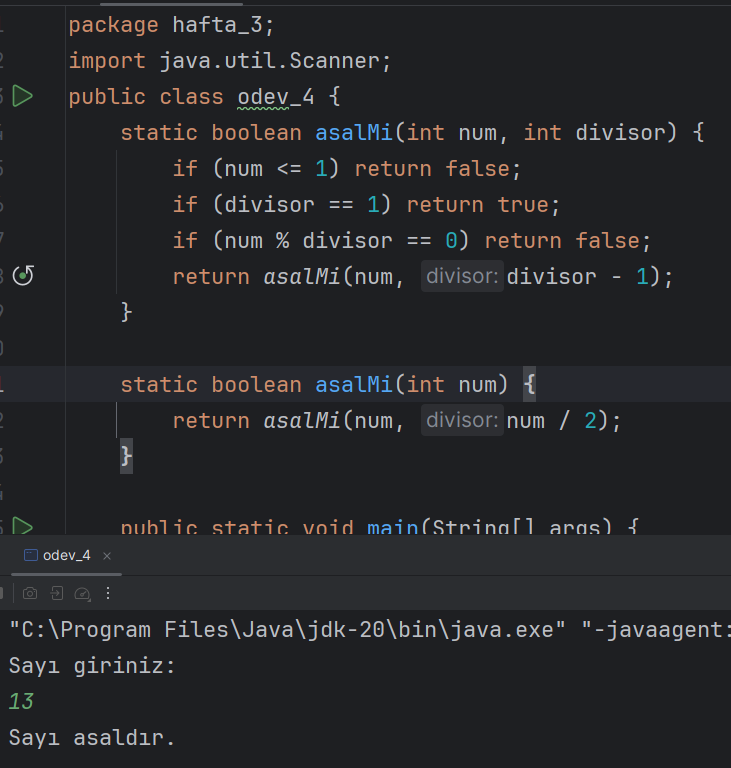 package hafta_3;
import java.util.Scanner;
public class odev_4 {
static boolean asalMi(int num, int divisor) {
if (num <= 1) return false;
if (divisor == 1) return true;
if (num % divisor == 0) return false;
return asalMi(num, divisor: divisor - 1);
}
static boolean asalMi(int num) {
return asalMi(num, divisor: num / 2);
}
public static void main(String[] args) {
odev_4 ×
"C:\Program Files\Java\jdk-20\bin\java.exe" "-javaagent:
Sayı giriniz:
13
Sayı asaldır.